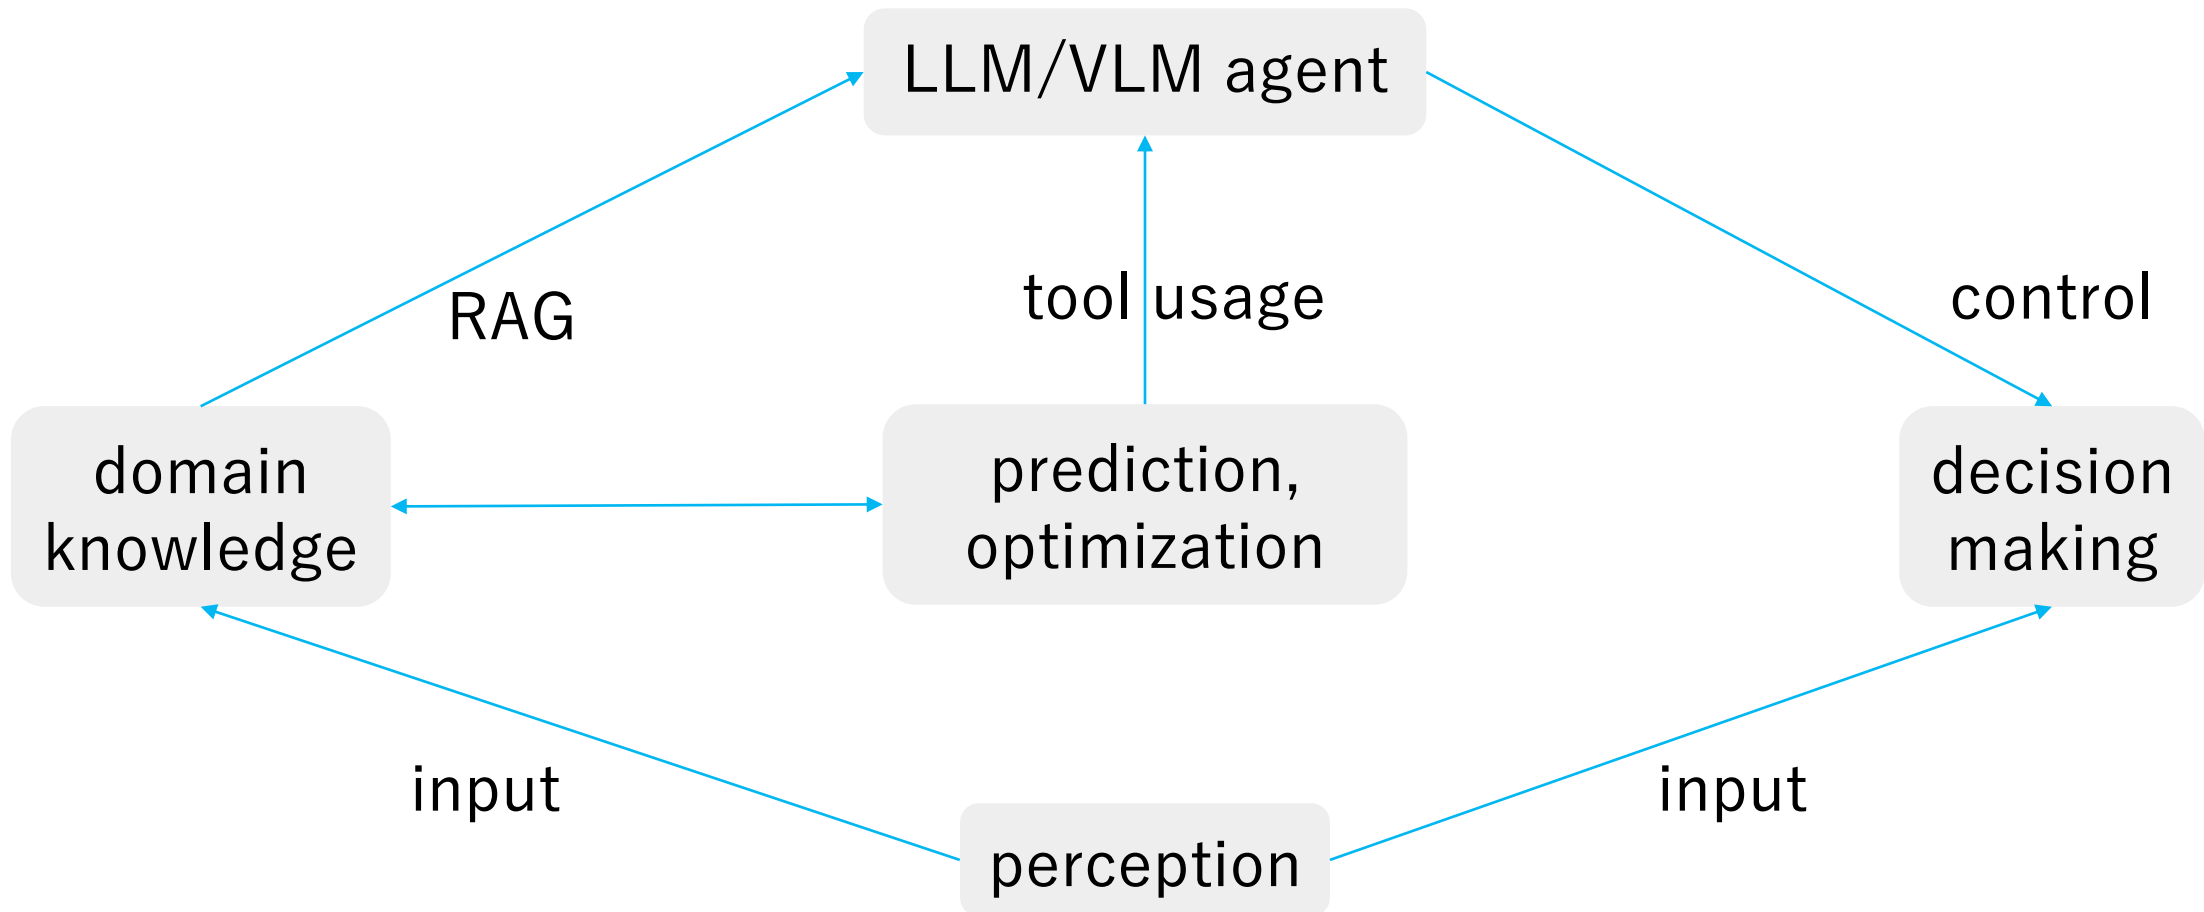 LLM/VLM agent
RAG
tool usage
control
domain
knowledge
prediction,
optimization
decision
making
input
input
perception